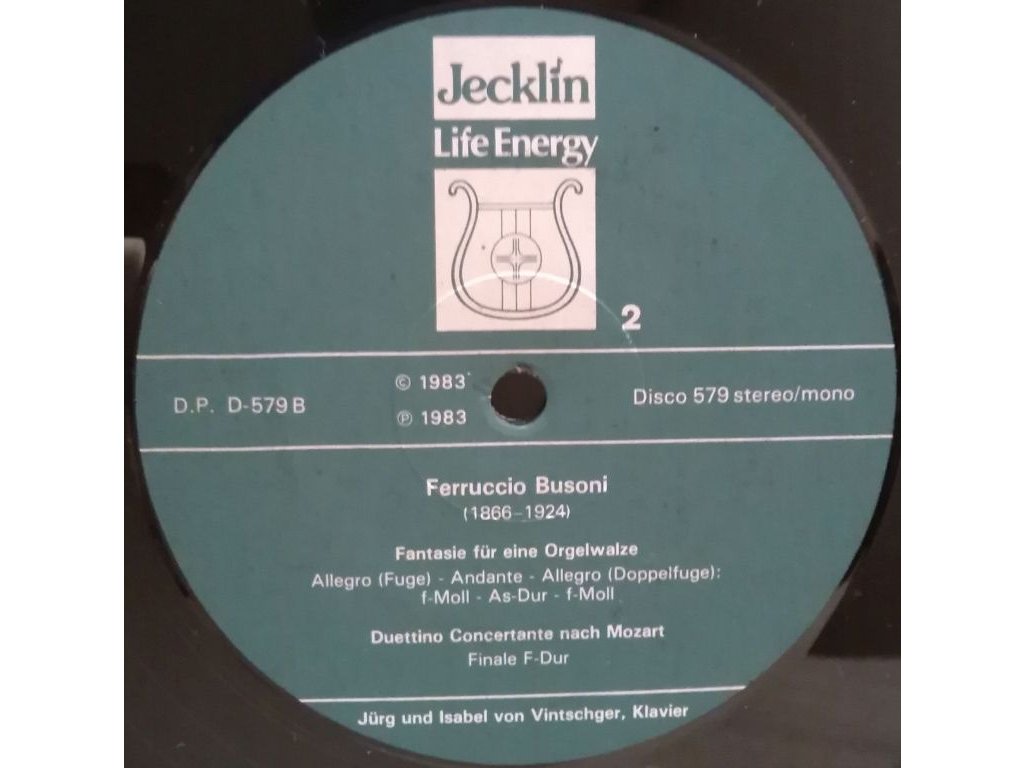 Jecklin
Life Energy
2
D.P. D-579 B
© 1983
℗ 1983
Disco 579 stereo/mono
Ferruccio Busoni
(1866-1924)
Fantasie für eine Orgelwalze
Allegro (Fuge) - Andante - Allegro (Doppelfuge):
f-Moll - As-Dur - f-Moll
Duettino Concertante nach Mozart
Finale F-Dur
Jürg und Isabel von Vintschger, Klavier